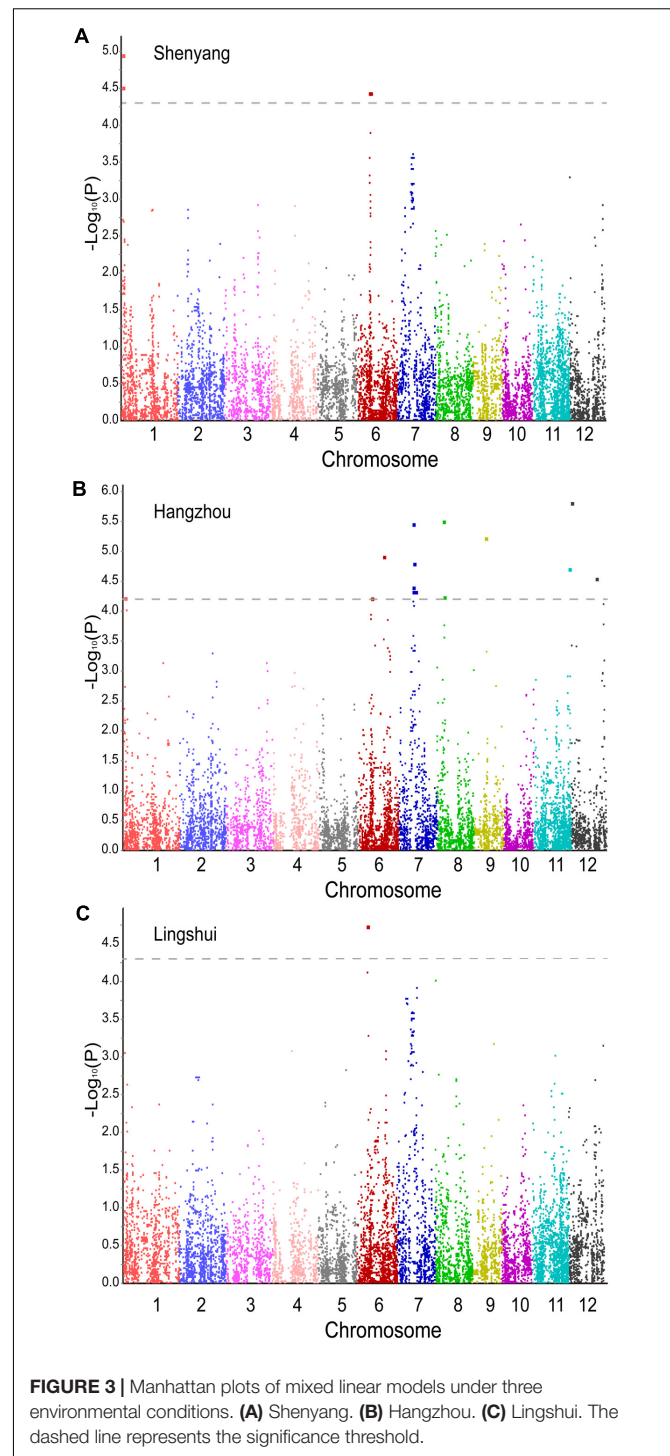 A
Shenyang
5.0
4.5
4.0
3.5
3.0
2.5
2.0
1.5
1.0
0.5
0.0
-Log₁₀(P)
1 2 3 4 5 6 7 8 9 10 11 12
Chromosome
B
Hangzhou
6.0
5.5
5.0
4.5
4.0
3.5
3.0
2.5
2.0
1.5
1.0
0.5
0.0
-Log₁₀(P)
1 2 3 4 5 6 7 8 9 10 11 12
Chromosome
C
Lingshui
4.5
4.0
3.5
3.0
2.5
2.0
1.5
1.0
0.5
0.0
-Log₁₀(P)
1 2 3 4 5 6 7 8 9 10 11 12
Chromosome
FIGURE 3 | Manhattan plots of mixed linear models under three
environmental conditions. (A) Shenyang. (B) Hangzhou. (C) Lingshui. The
dashed line represents the significance threshold.